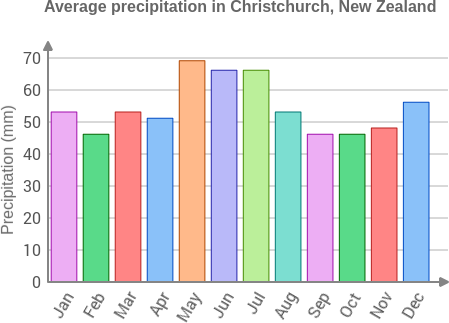 Average precipitation in Christchurch, New Zealand
Precipitation (mm)
70
60
50
40
30
20
10
0
Jan Feb Mar Apr May Jun Jul Aug Sep Oct Nov Dec